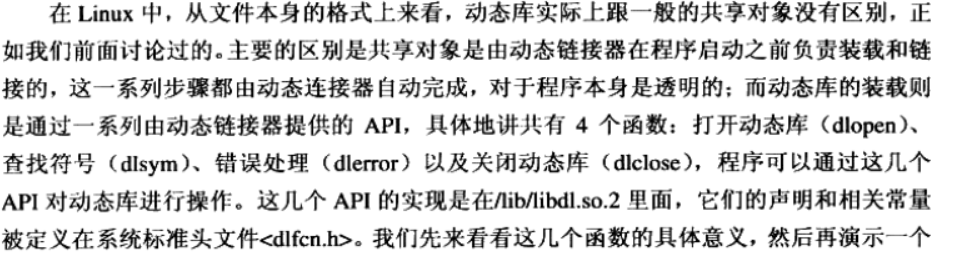 在 Linux 中，从文件本身的格式上来看，动态库实际上跟一般的共享对象没有区别，正
如我们前面讨论过的。主要的区别是共享对象是由动态链接器在程序启动之前负责装载和链
接的，这一系列步骤都由动态连接器自动完成，对于程序本身是透明的；而动态库的装载则
是通过一系列由动态链接器提供的 API，具体地讲共有 4 个函数：打开动态库（dlopen）、
查找符号（dlsym）、错误处理（dlerror）以及关闭动态库（dlclose），程序可以通过这几个
API 对动态库进行操作。这几个 API 的实现是在/lib/libdl.so.2 里面，它们的声明和相关常量
被定义在系统标准头文件<dlfcn.h>。我们先来看看这几个函数的具体意义，然后再演示一个